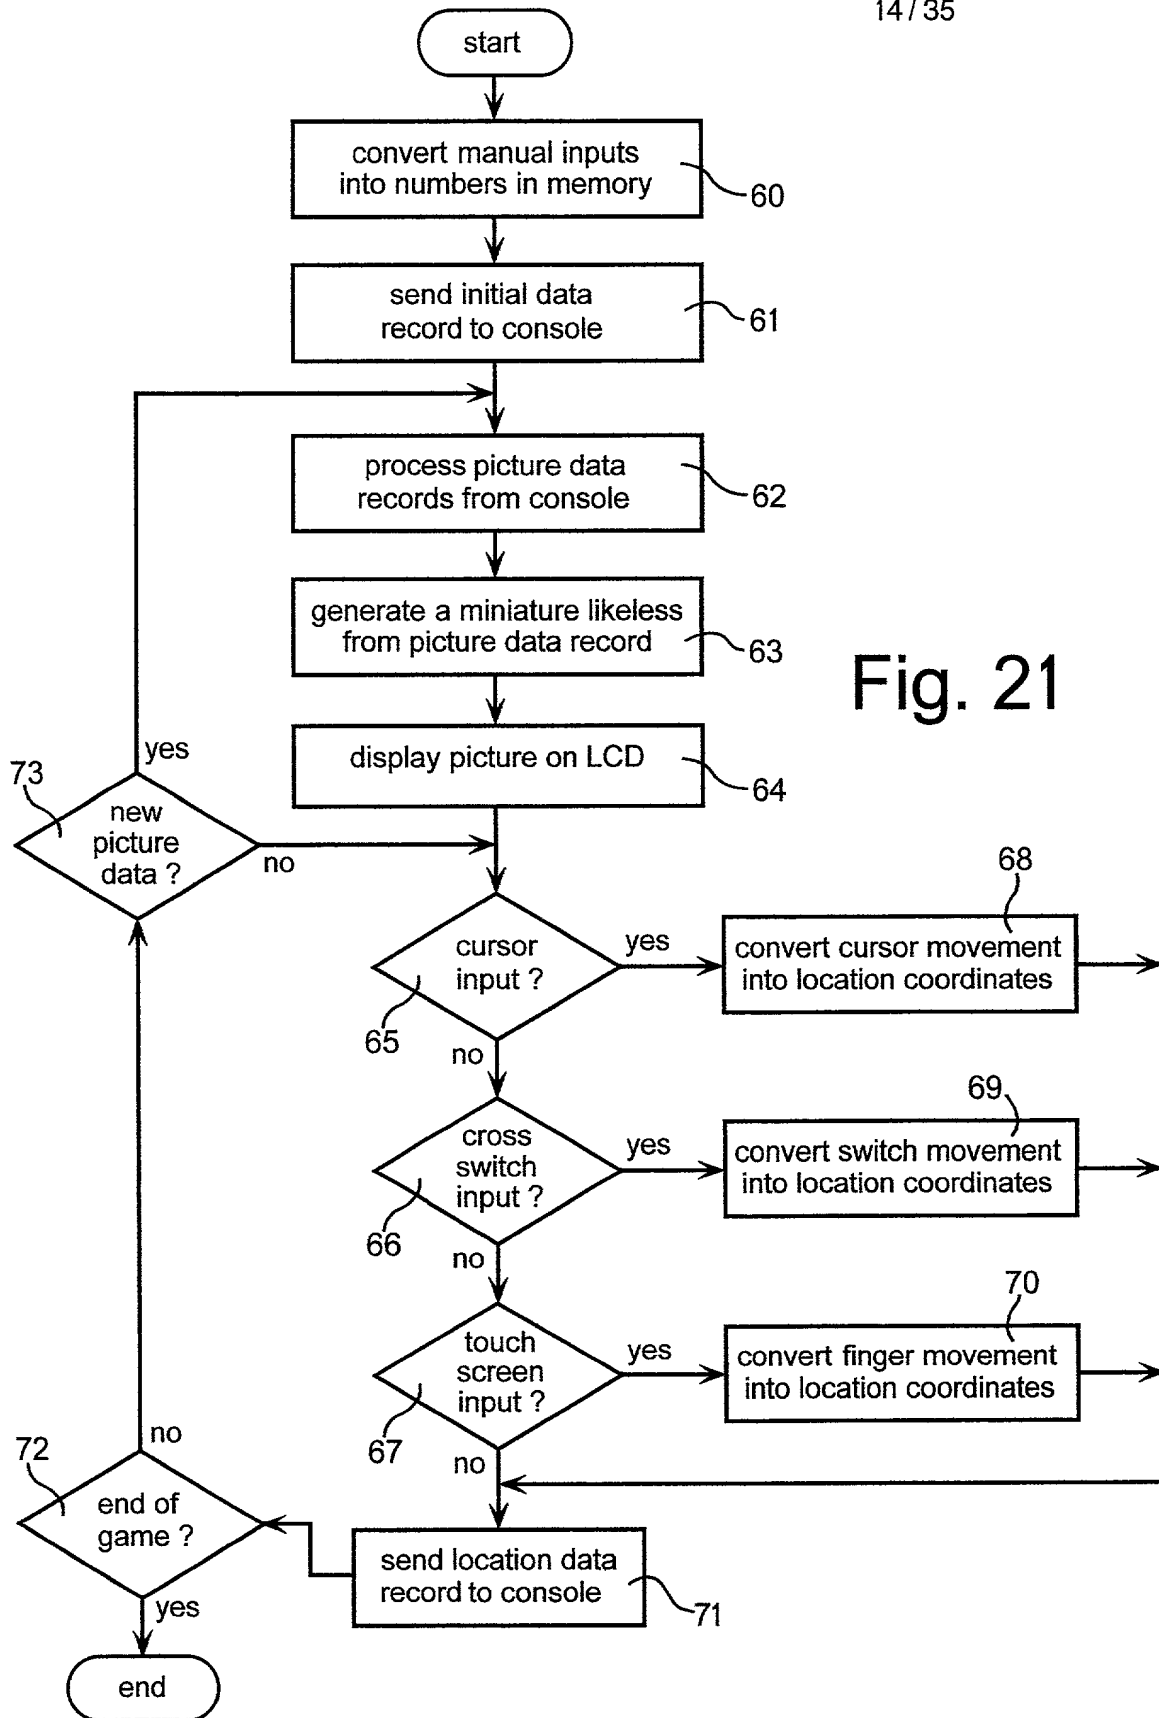 14 / 35
start
convert manual inputs
into numbers in memory
60
send initial data
record to console
61
process picture data
records from console
62
generate a miniature likeless
from picture data record
63
Fig. 21
display picture on LCD
64
yes
73
new
picture
data ?
no
68
cursor
input ?
yes
convert cursor movement
into location coordinates
65
no
69
cross
switch
input ?
yes
convert switch movement
into location coordinates
66
no
70
touch
screen
input ?
yes
convert finger movement
into location coordinates
67
no
no
72
end of
game ?
send location data
record to console
71
yes
end